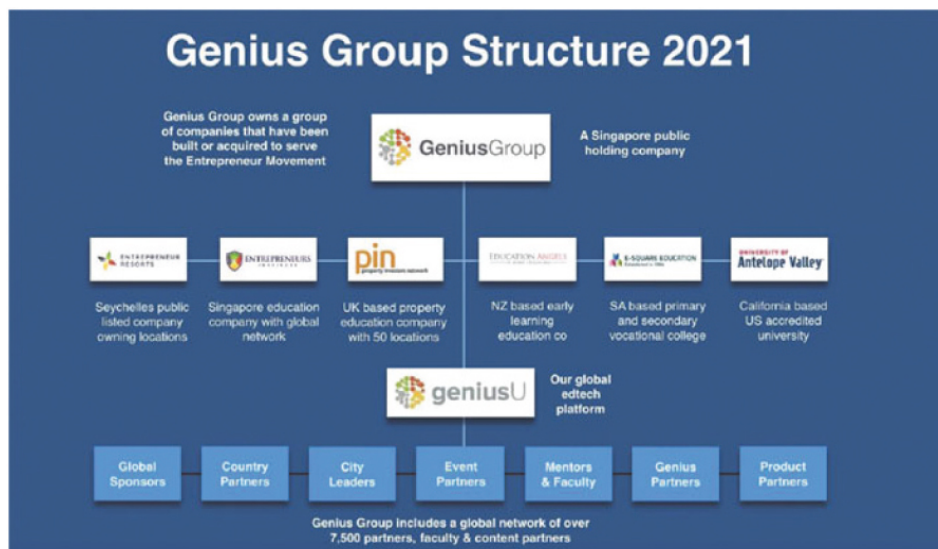 Genius Group Structure 2021
Genius Group owns a group
of companies that have been
built or acquired to serve
the Entrepreneur Movement
GeniusGroup
A Singapore public
holding company
ENTREPRENEUR
RESORTS
ENTREPRENEURS
INSTITUTE
pin
property investors network
EDUCATION ANGELS
E-SQUARE EDUCATION
UNIVERSITY OF
Antelope Valley
Seychelles public
listed company
owning locations
Singapore education
company with global
network
UK based property
education company
with 50 locations
NZ based early
learning
education co
SA based primary
and secondary
vocational college
California based
US accredited
university
geniusU
Our global
edtech
platform
Global
Sponsors
Country
Partners
City
Leaders
Event
Partners
Mentors
& Faculty
Genius
Partners
Product
Partners
Genius Group includes a global network of over
7,500 partners, faculty & content partners